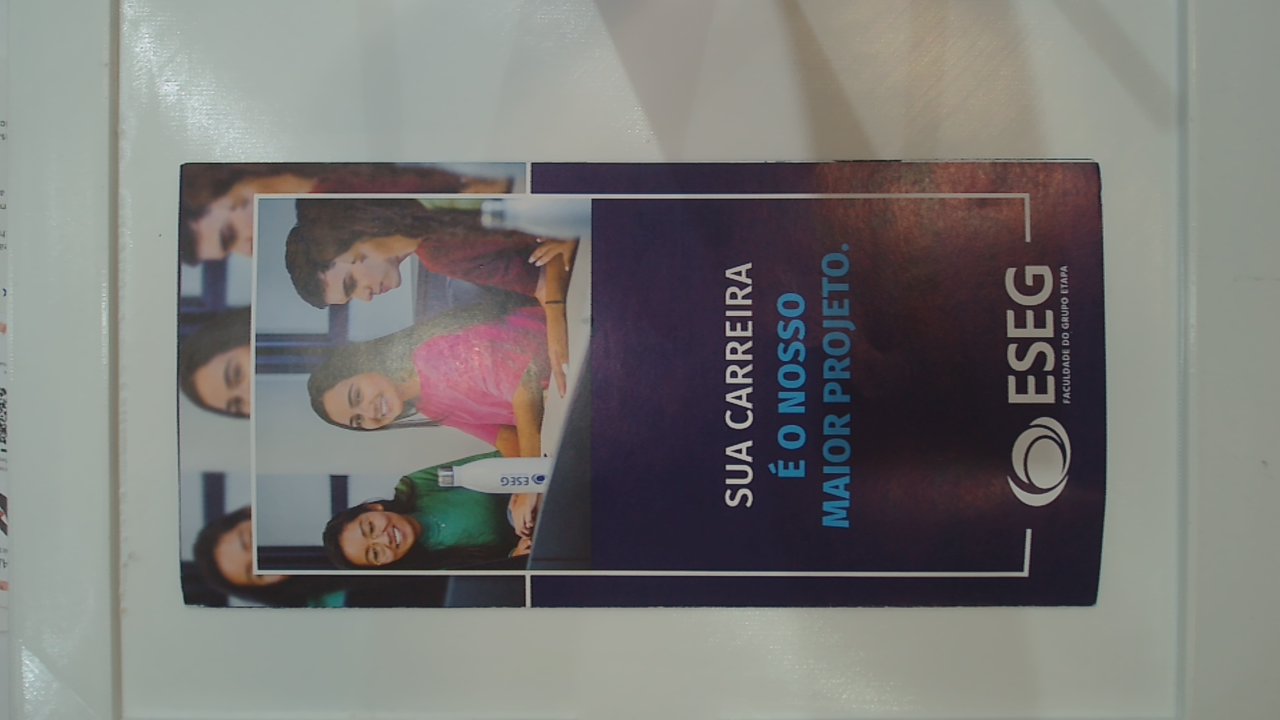 SUA CARREIRA
É O NOSSO
MAIOR PROJETO.
ESEG
FACULDADE DO GRUPO ETAPA
ESEG